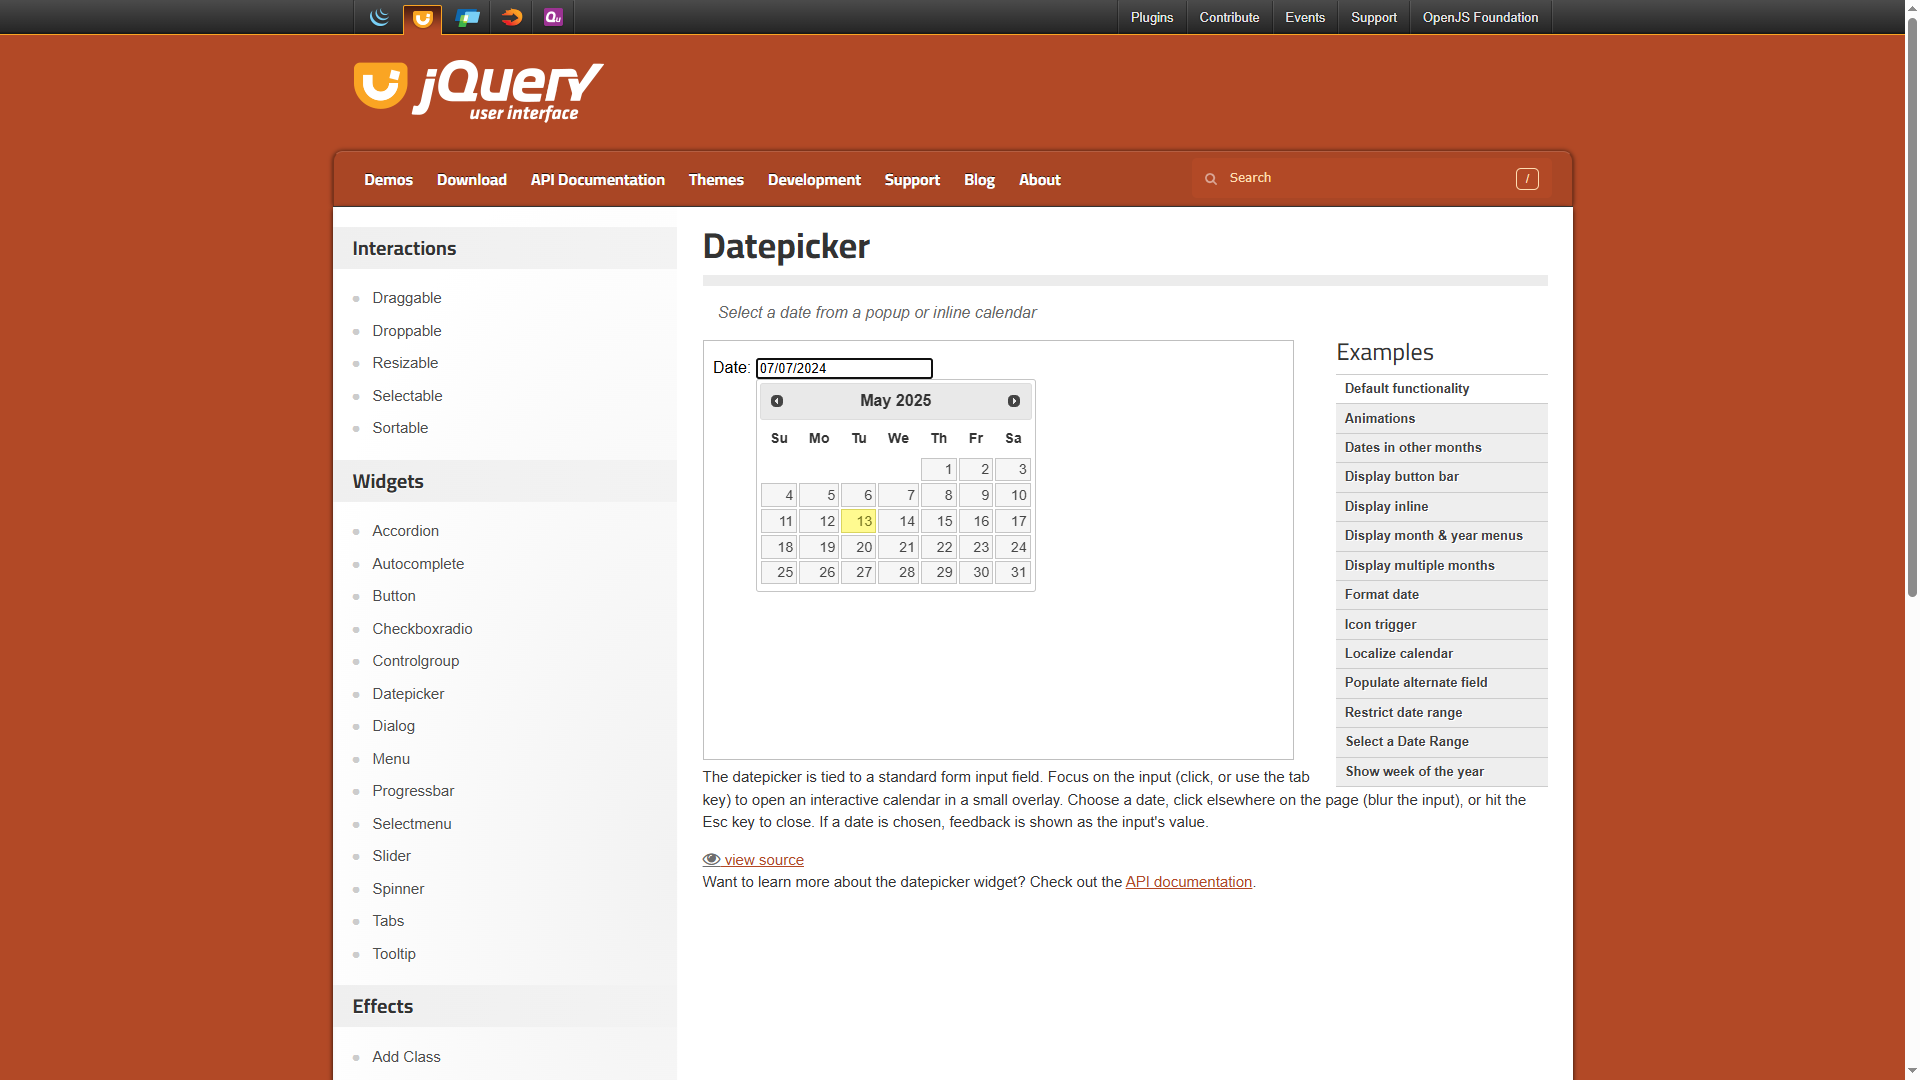 Plugins Contribute Events Support OpenJS Foundation
jQuery
user interface
Demos Download API Documentation Themes Development Support Blog About Search /
Interactions
Draggable
Droppable
Resizable
Selectable
Sortable
Widgets
Accordion
Autocomplete
Button
Checkboxradio
Controlgroup
Datepicker
Dialog
Menu
Progressbar
Selectmenu
Slider
Spinner
Tabs
Tooltip
Effects
Add Class
Datepicker
Select a date from a popup or inline calendar
Date: 07/07/2024
May 2025
Su Mo Tu We Th Fr Sa
1 2 3
4 5 6 7 8 9 10
11 12 13 14 15 16 17
18 19 20 21 22 23 24
25 26 27 28 29 30 31
Examples
Default functionality
Animations
Dates in other months
Display button bar
Display inline
Display month & year menus
Display multiple months
Format date
Icon trigger
Localize calendar
Populate alternate field
Restrict date range
Select a Date Range
Show week of the year
The datepicker is tied to a standard form input field. Focus on the input (click, or use the tab
key) to open an interactive calendar in a small overlay. Choose a date, click elsewhere on the page (blur the input), or hit the
Esc key to close. If a date is chosen, feedback is shown as the input's value.
view source
Want to learn more about the datepicker widget? Check out the API documentation.